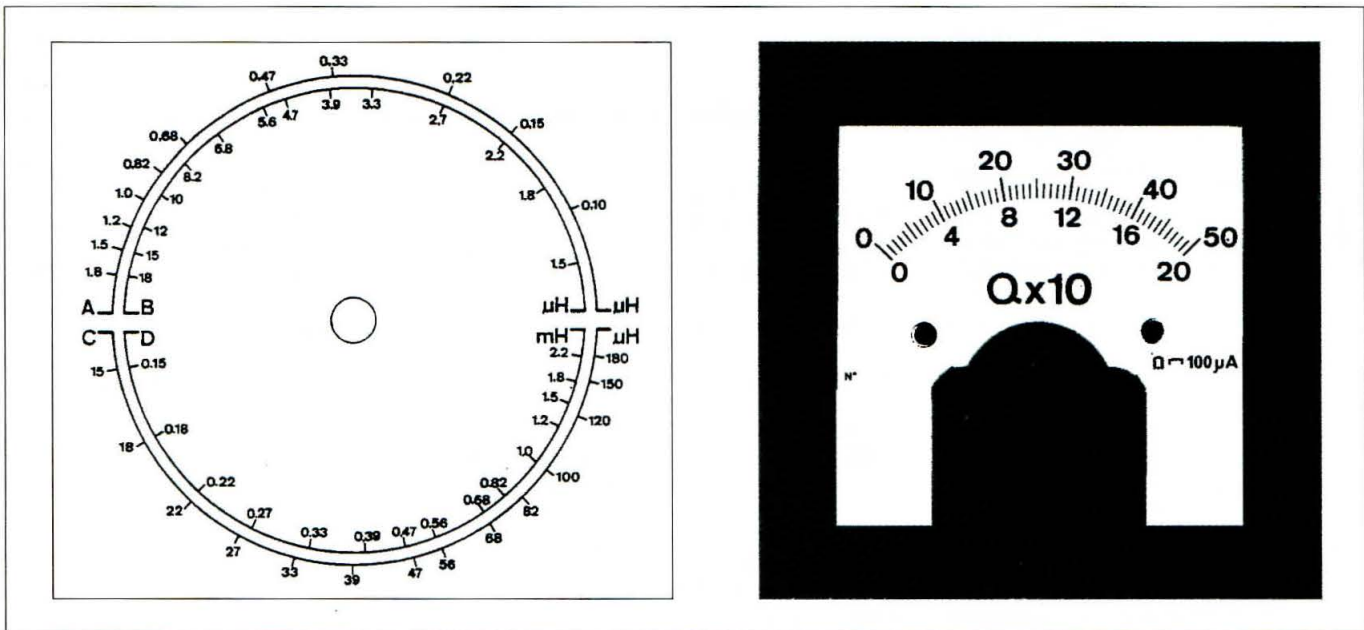 A 1.8 1.5 1.2 1.0 0.82 0.68 0.47 0.33 0.22 0.15 0.10 µH
B 18 15 12 10 8.2 6.8 5.6 4.7 3.9 3.3 2.7 2.2 1.8 1.5 µH
C 15 18 22 27 33 39 47 56 68 82 100 120 150 180 µH
D 0.15 0.18 0.22 0.27 0.33 0.39 0.47 0.56 0.68 0.82 1.0 1.2 1.5 1.8 2.2 mH
0 10 20 30 40 50
0 4 8 12 16 20
Qx10
N°
100 µA